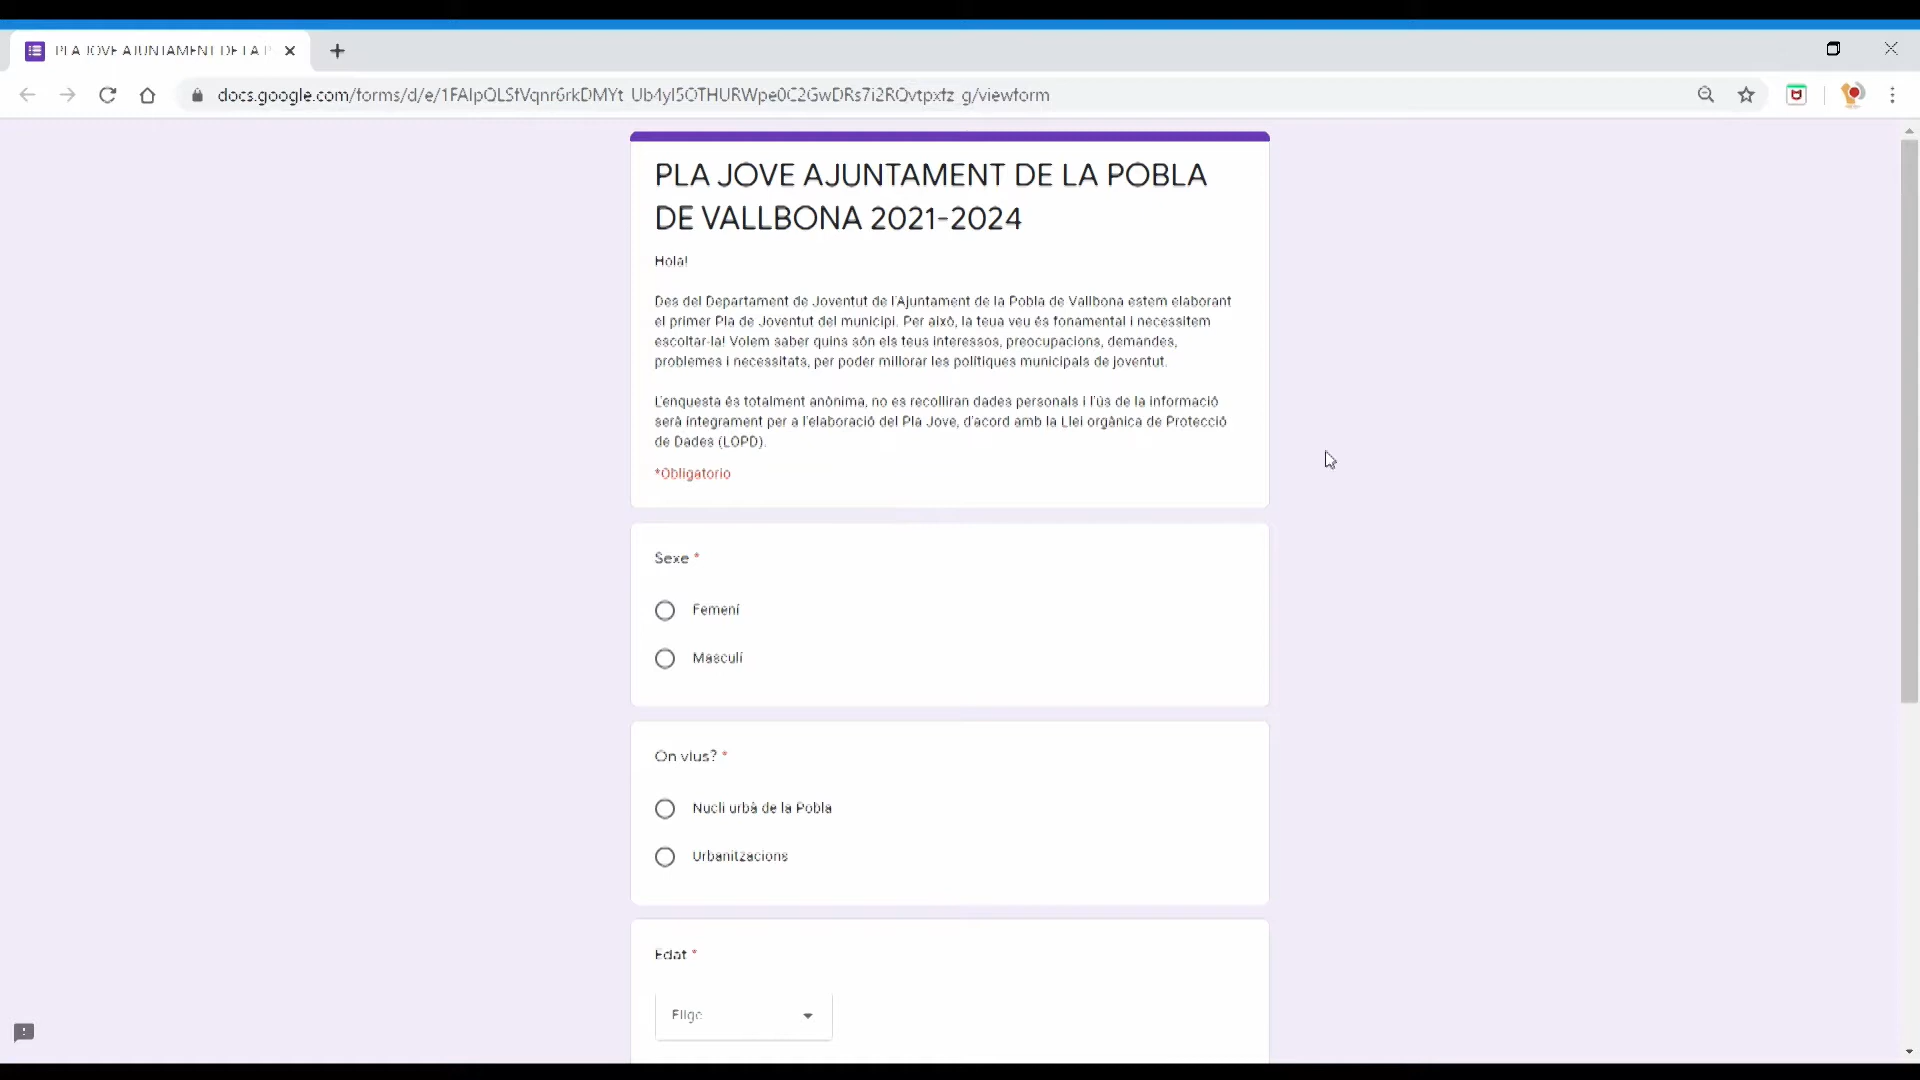 PLA JOVE AJUNTAMENT DE LA P
docs.google.com/forms/d/e/1FAIpQLSfVqnr6rkDMYt_Ub4yI5OTHURWpe0C2GwDRs7i2RQvtpxfz_g/viewform
PLA JOVE AJUNTAMENT DE LA POBLA
DE VALLBONA 2021-2024
Hola!
Des del Departament de Joventut de l'Ajuntament de la Pobla de Vallbona estem elaborant
el primer Pla de Joventut del municipi. Per això, la teua veu és fonamental i necessitem
escoltar-la! Volem saber quins són els teus interessos, preocupacions, demandes,
problemes i necessitats, per poder millorar les polítiques municipals de joventut.
L'enquesta és totalment anònima, no es recolliran dades personals i l'ús de la informació
serà íntegrament per a l'elaboració del Pla Jove, d'acord amb la Llei orgànica de Protecció
de Dades (LOPD).
*Obligatorio
Sexe *
Femení
Masculí
On vius? *
Nucli urbà de la Pobla
Urbanitzacions
Edat *
Elige